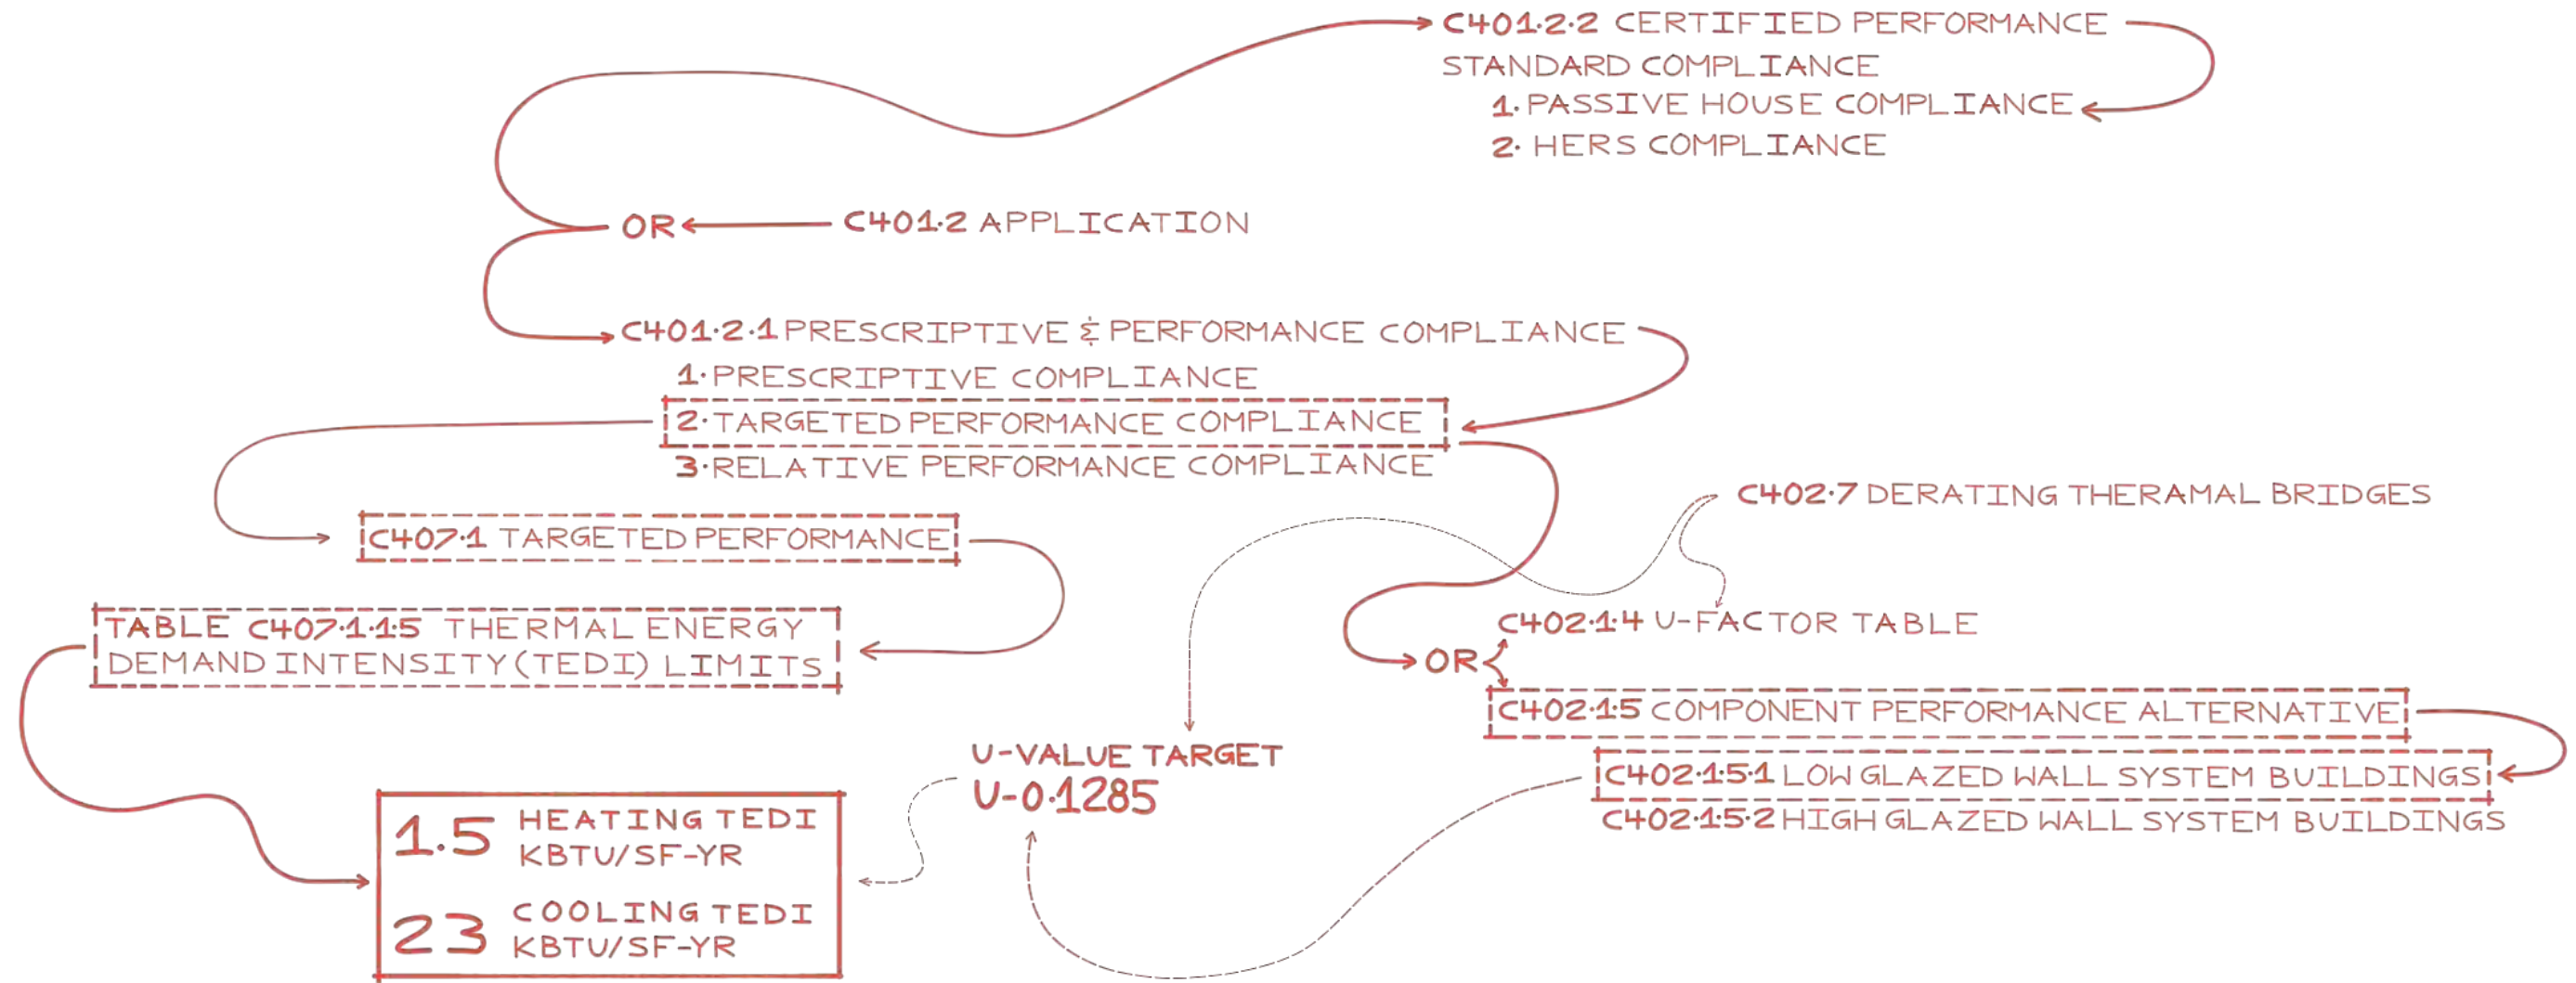 C401.2.2 CERTIFIED PERFORMANCE
STANDARD COMPLIANCE
1. PASSIVE HOUSE COMPLIANCE
2. HERS COMPLIANCE
OR
C401.2 APPLICATION
C401.2.1 PRESCRIPTIVE & PERFORMANCE COMPLIANCE
1. PRESCRIPTIVE COMPLIANCE
2. TARGETED PERFORMANCE COMPLIANCE
3. RELATIVE PERFORMANCE COMPLIANCE
C402.7 DERATING THERAMAL BRIDGES
C407.1 TARGETED PERFORMANCE
TABLE C407.1.1.5 THERMAL ENERGY
DEMAND INTENSITY (TEDI) LIMITS
C402.1.4 U-FACTOR TABLE
OR
C402.1.5 COMPONENT PERFORMANCE ALTERNATIVE
C402.1.5.1 LOW GLAZED WALL SYSTEM BUILDINGS
C402.1.5.2 HIGH GLAZED WALL SYSTEM BUILDINGS
U-VALUE TARGET
U-0.1285
1.5 HEATING TEDI
KBTU/SF-YR
23 COOLING TEDI
KBTU/SF-YR